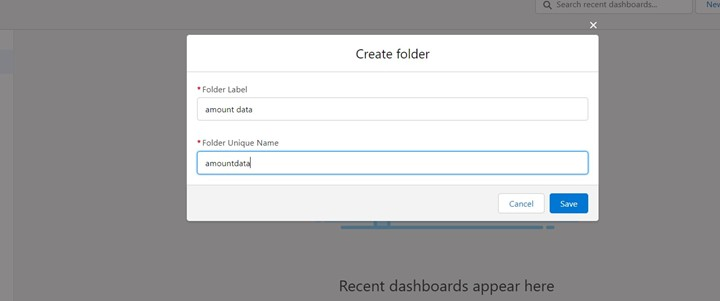 Search recent dashboards...
Create folder
* Folder Label
amount data
* Folder Unique Name
amountdata
Cancel
Save
Recent dashboards appear here